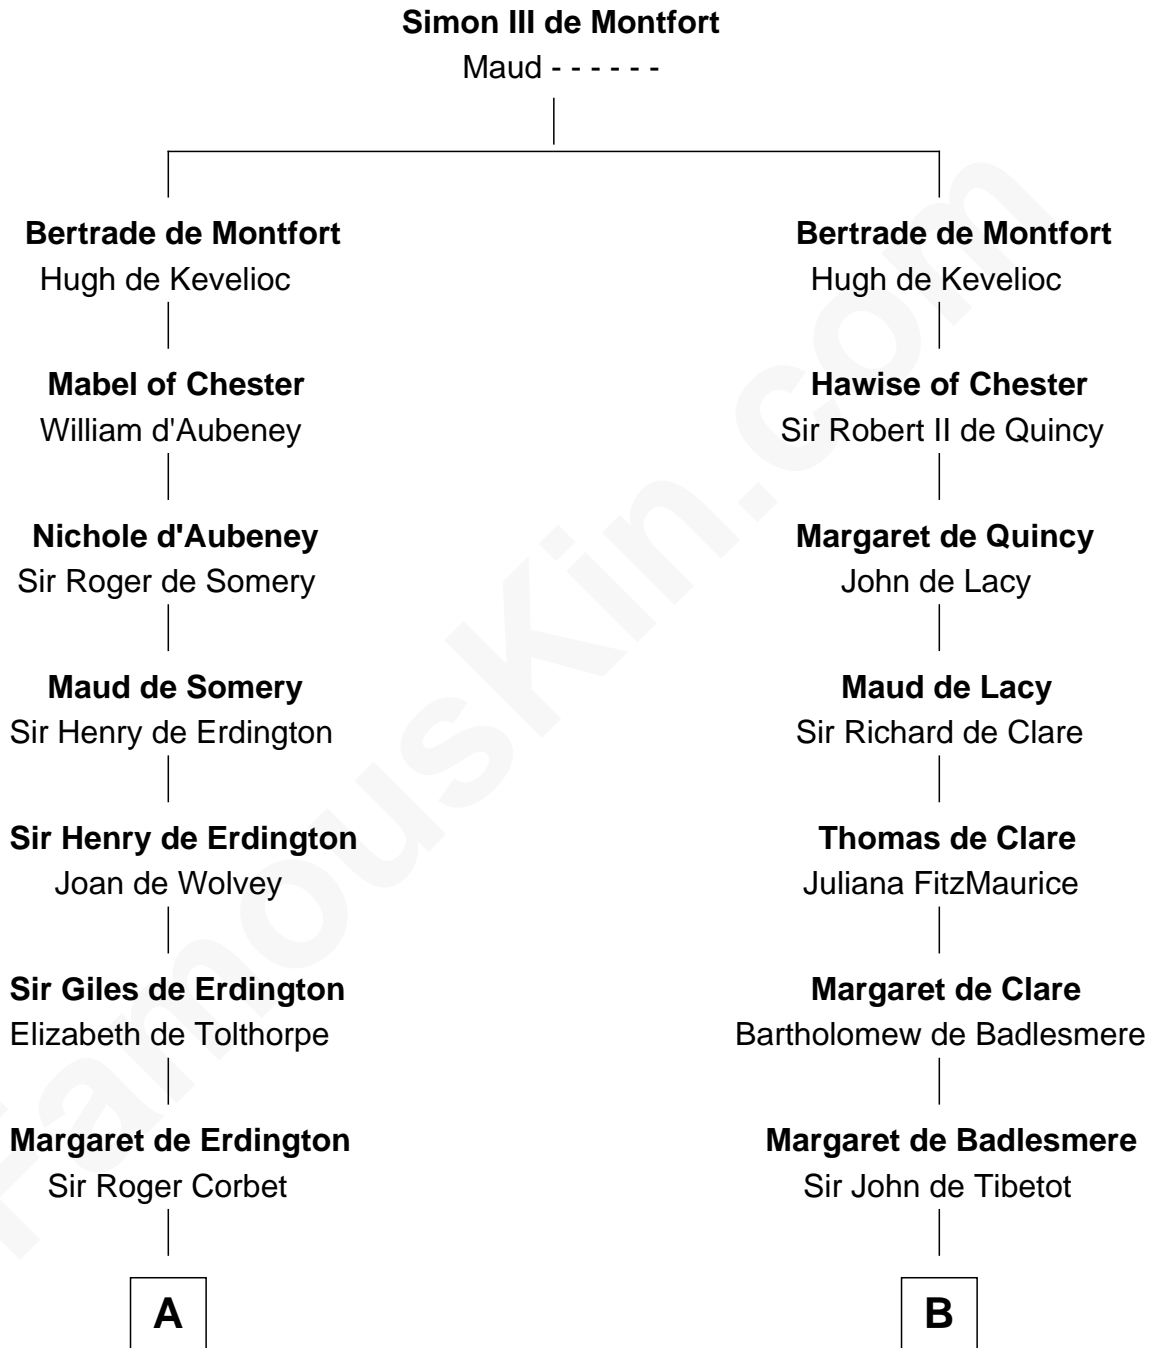 Simon III de Montfort
Maud - - - - - -
Bertrade de Montfort
Hugh de Kevelioc
Bertrade de Montfort
Hugh de Kevelioc
Mabel of Chester
William d'Aubeney
Hawise of Chester
Sir Robert II de Quincy
Nichole d'Aubeney
Sir Roger de Somery
Margaret de Quincy
John de Lacy
Maud de Somery
Sir Henry de Erdington
Maud de Lacy
Sir Richard de Clare
Sir Henry de Erdington
Joan de Wolvey
Thomas de Clare
Juliana FitzMaurice
Sir Giles de Erdington
Elizabeth de Tolthorpe
Margaret de Clare
Bartholomew de Badlesmere
Margaret de Erdington
Sir Roger Corbet
Margaret de Badlesmere
Sir John de Tibetot
A
B
FamousKin.com